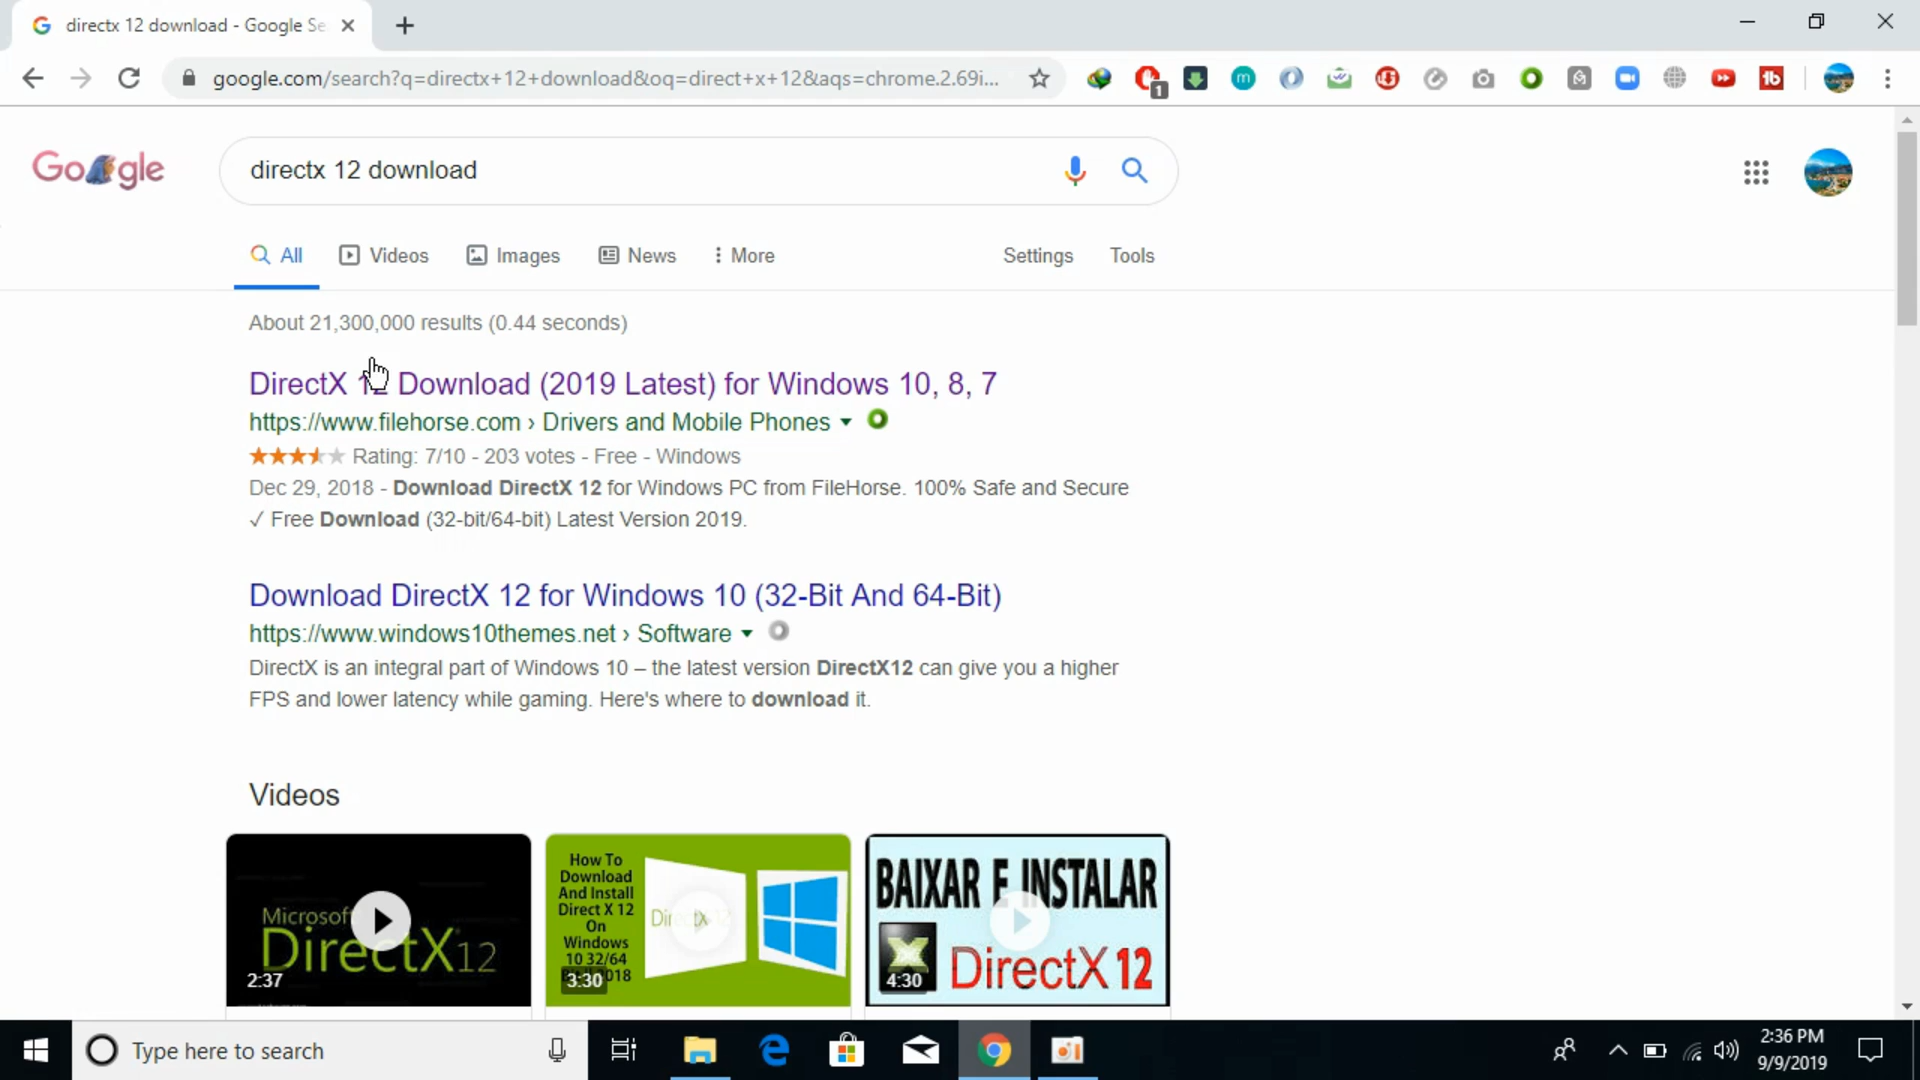 directx 12 download - Google Se
google.com/search?q=directx+12+download&oq=direct+x+12&aqs=chrome.2.69i...
1
Google
directx 12 download
All
Videos
Images
News
More
Settings
Tools
About 21,300,000 results (0.44 seconds)
DirectX 12 Download (2019 Latest) for Windows 10, 8, 7
https://www.filehorse.com › Drivers and Mobile Phones
Rating: 7/10 - 203 votes - Free - Windows
Dec 29, 2018 - Download DirectX 12 for Windows PC from FileHorse. 100% Safe and Secure
✓ Free Download (32-bit/64-bit) Latest Version 2019.
Download DirectX 12 for Windows 10 (32-Bit And 64-Bit)
https://www.windows10themes.net › Software
DirectX is an integral part of Windows 10 – the latest version DirectX12 can give you a higher
FPS and lower latency while gaming. Here's where to download it.
Videos
Microsoft
DirectX12
2:37
How To
Download
And Install
Direct X 12
On
Windows
10 32/64
2018
3:30
BAIXAR E INSTALAR
DirectX 12
4:30
Type here to search
2:36 PM
9/9/2019